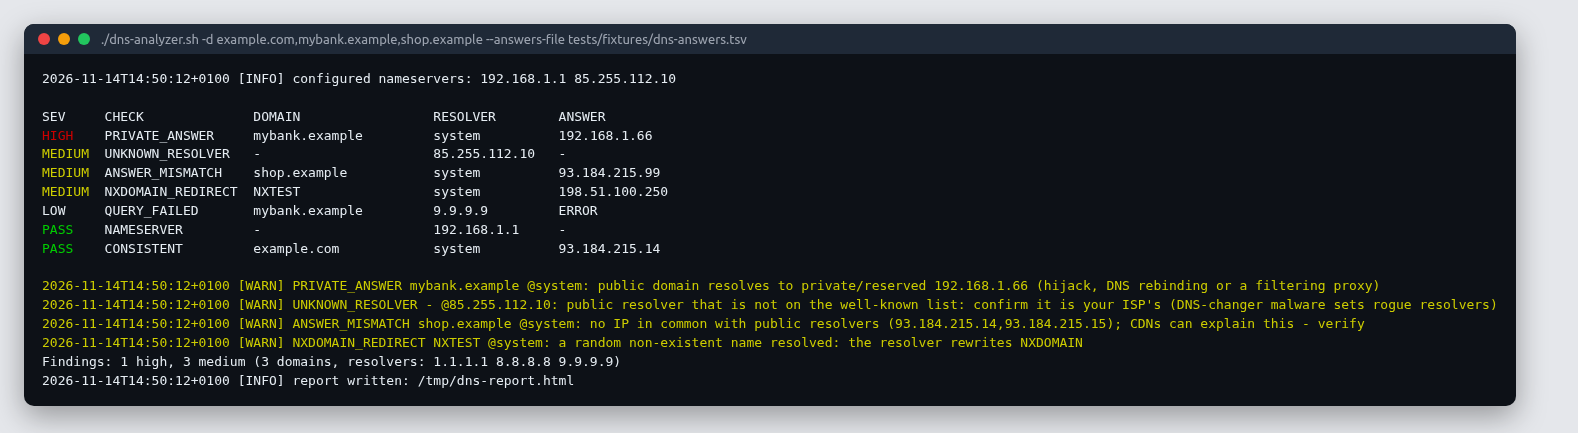 ./dns-analyzer.sh -d example.com,mybank.example,shop.example --answers-file tests/fixtures/dns-answers.tsv
2026-11-14T14:50:12+0100 [INFO] configured nameservers: 192.168.1.1 85.255.112.10
SEV CHECK DOMAIN RESOLVER ANSWER
HIGH PRIVATE_ANSWER mybank.example system 192.168.1.66
MEDIUM UNKNOWN_RESOLVER - 85.255.112.10 -
MEDIUM ANSWER_MISMATCH shop.example system 93.184.215.99
MEDIUM NXDOMAIN_REDIRECT NXTEST system 198.51.100.250
LOW QUERY_FAILED mybank.example 9.9.9.9 ERROR
PASS NAMESERVER - 192.168.1.1 -
PASS CONSISTENT example.com system 93.184.215.14
2026-11-14T14:50:12+0100 [WARN] PRIVATE_ANSWER mybank.example @system: public domain resolves to private/reserved 192.168.1.66 (hijack, DNS rebinding or a filtering proxy)
2026-11-14T14:50:12+0100 [WARN] UNKNOWN_RESOLVER - @85.255.112.10: public resolver that is not on the well-known list: confirm it is your ISP's (DNS-changer malware sets rogue resolvers)
2026-11-14T14:50:12+0100 [WARN] ANSWER_MISMATCH shop.example @system: no IP in common with public resolvers (93.184.215.14,93.184.215.15); CDNs can explain this - verify
2026-11-14T14:50:12+0100 [WARN] NXDOMAIN_REDIRECT NXTEST @system: a random non-existent name resolved: the resolver rewrites NXDOMAIN
Findings: 1 high, 3 medium (3 domains, resolvers: 1.1.1.1 8.8.8.8 9.9.9.9)
2026-11-14T14:50:12+0100 [INFO] report written: /tmp/dns-report.html